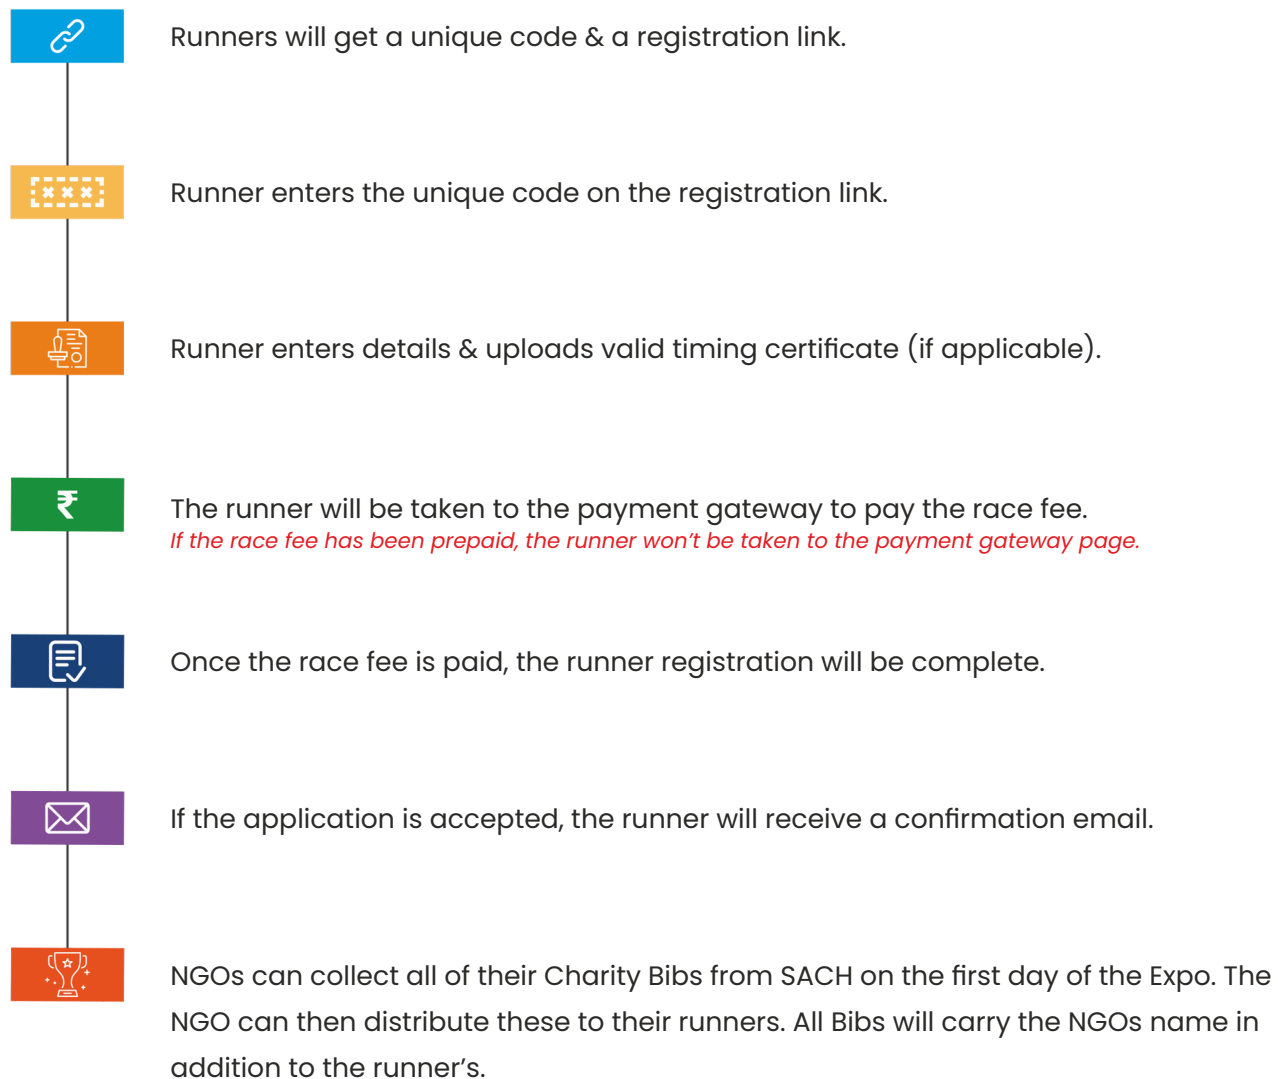 Runners will get a unique code & a registration link.
Runner enters the unique code on the registration link.
Runner enters details & uploads valid timing certificate (if applicable).
₹
The runner will be taken to the payment gateway to pay the race fee.
If the race fee has been prepaid, the runner won't be taken to the payment gateway page.
Once the race fee is paid, the runner registration will be complete.
If the application is accepted, the runner will receive a confirmation email.
NGOs can collect all of their Charity Bibs from SACH on the first day of the Expo. The
NGO can then distribute these to their runners. All Bibs will carry the NGOs name in
addition to the runner's.